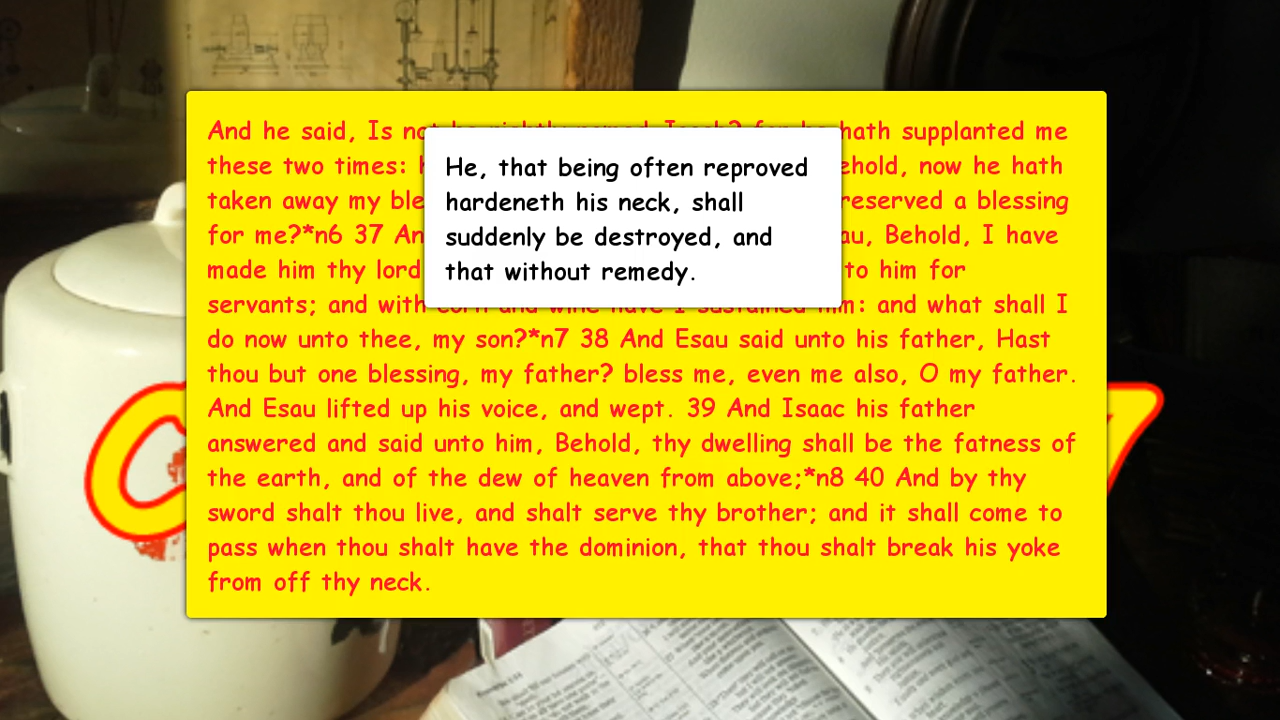 And he said, Is hath supplanted me
these two times: now he hath
taken away my reserved a blessing
for me?*n6 37 Behold, I have
made him thy lord to him for
servants; and with and wine have I sustained him: and what shall I
do now unto thee, my son?*n7 38 And Esau said unto his father, Hast
thou but one blessing, my father? bless me, even me also, O my father.
And Esau lifted up his voice, and wept. 39 And Isaac his father
answered and said unto him, Behold, thy dwelling shall be the fatness of
the earth, and of the dew of heaven from above;*n8 40 And by thy
sword shalt thou live, and shalt serve thy brother; and it shall come to
pass when thou shalt have the dominion, that thou shalt break his yoke
from off thy neck.
He, that being often reproved
hardeneth his neck, shall
suddenly be destroyed, and
that without remedy.